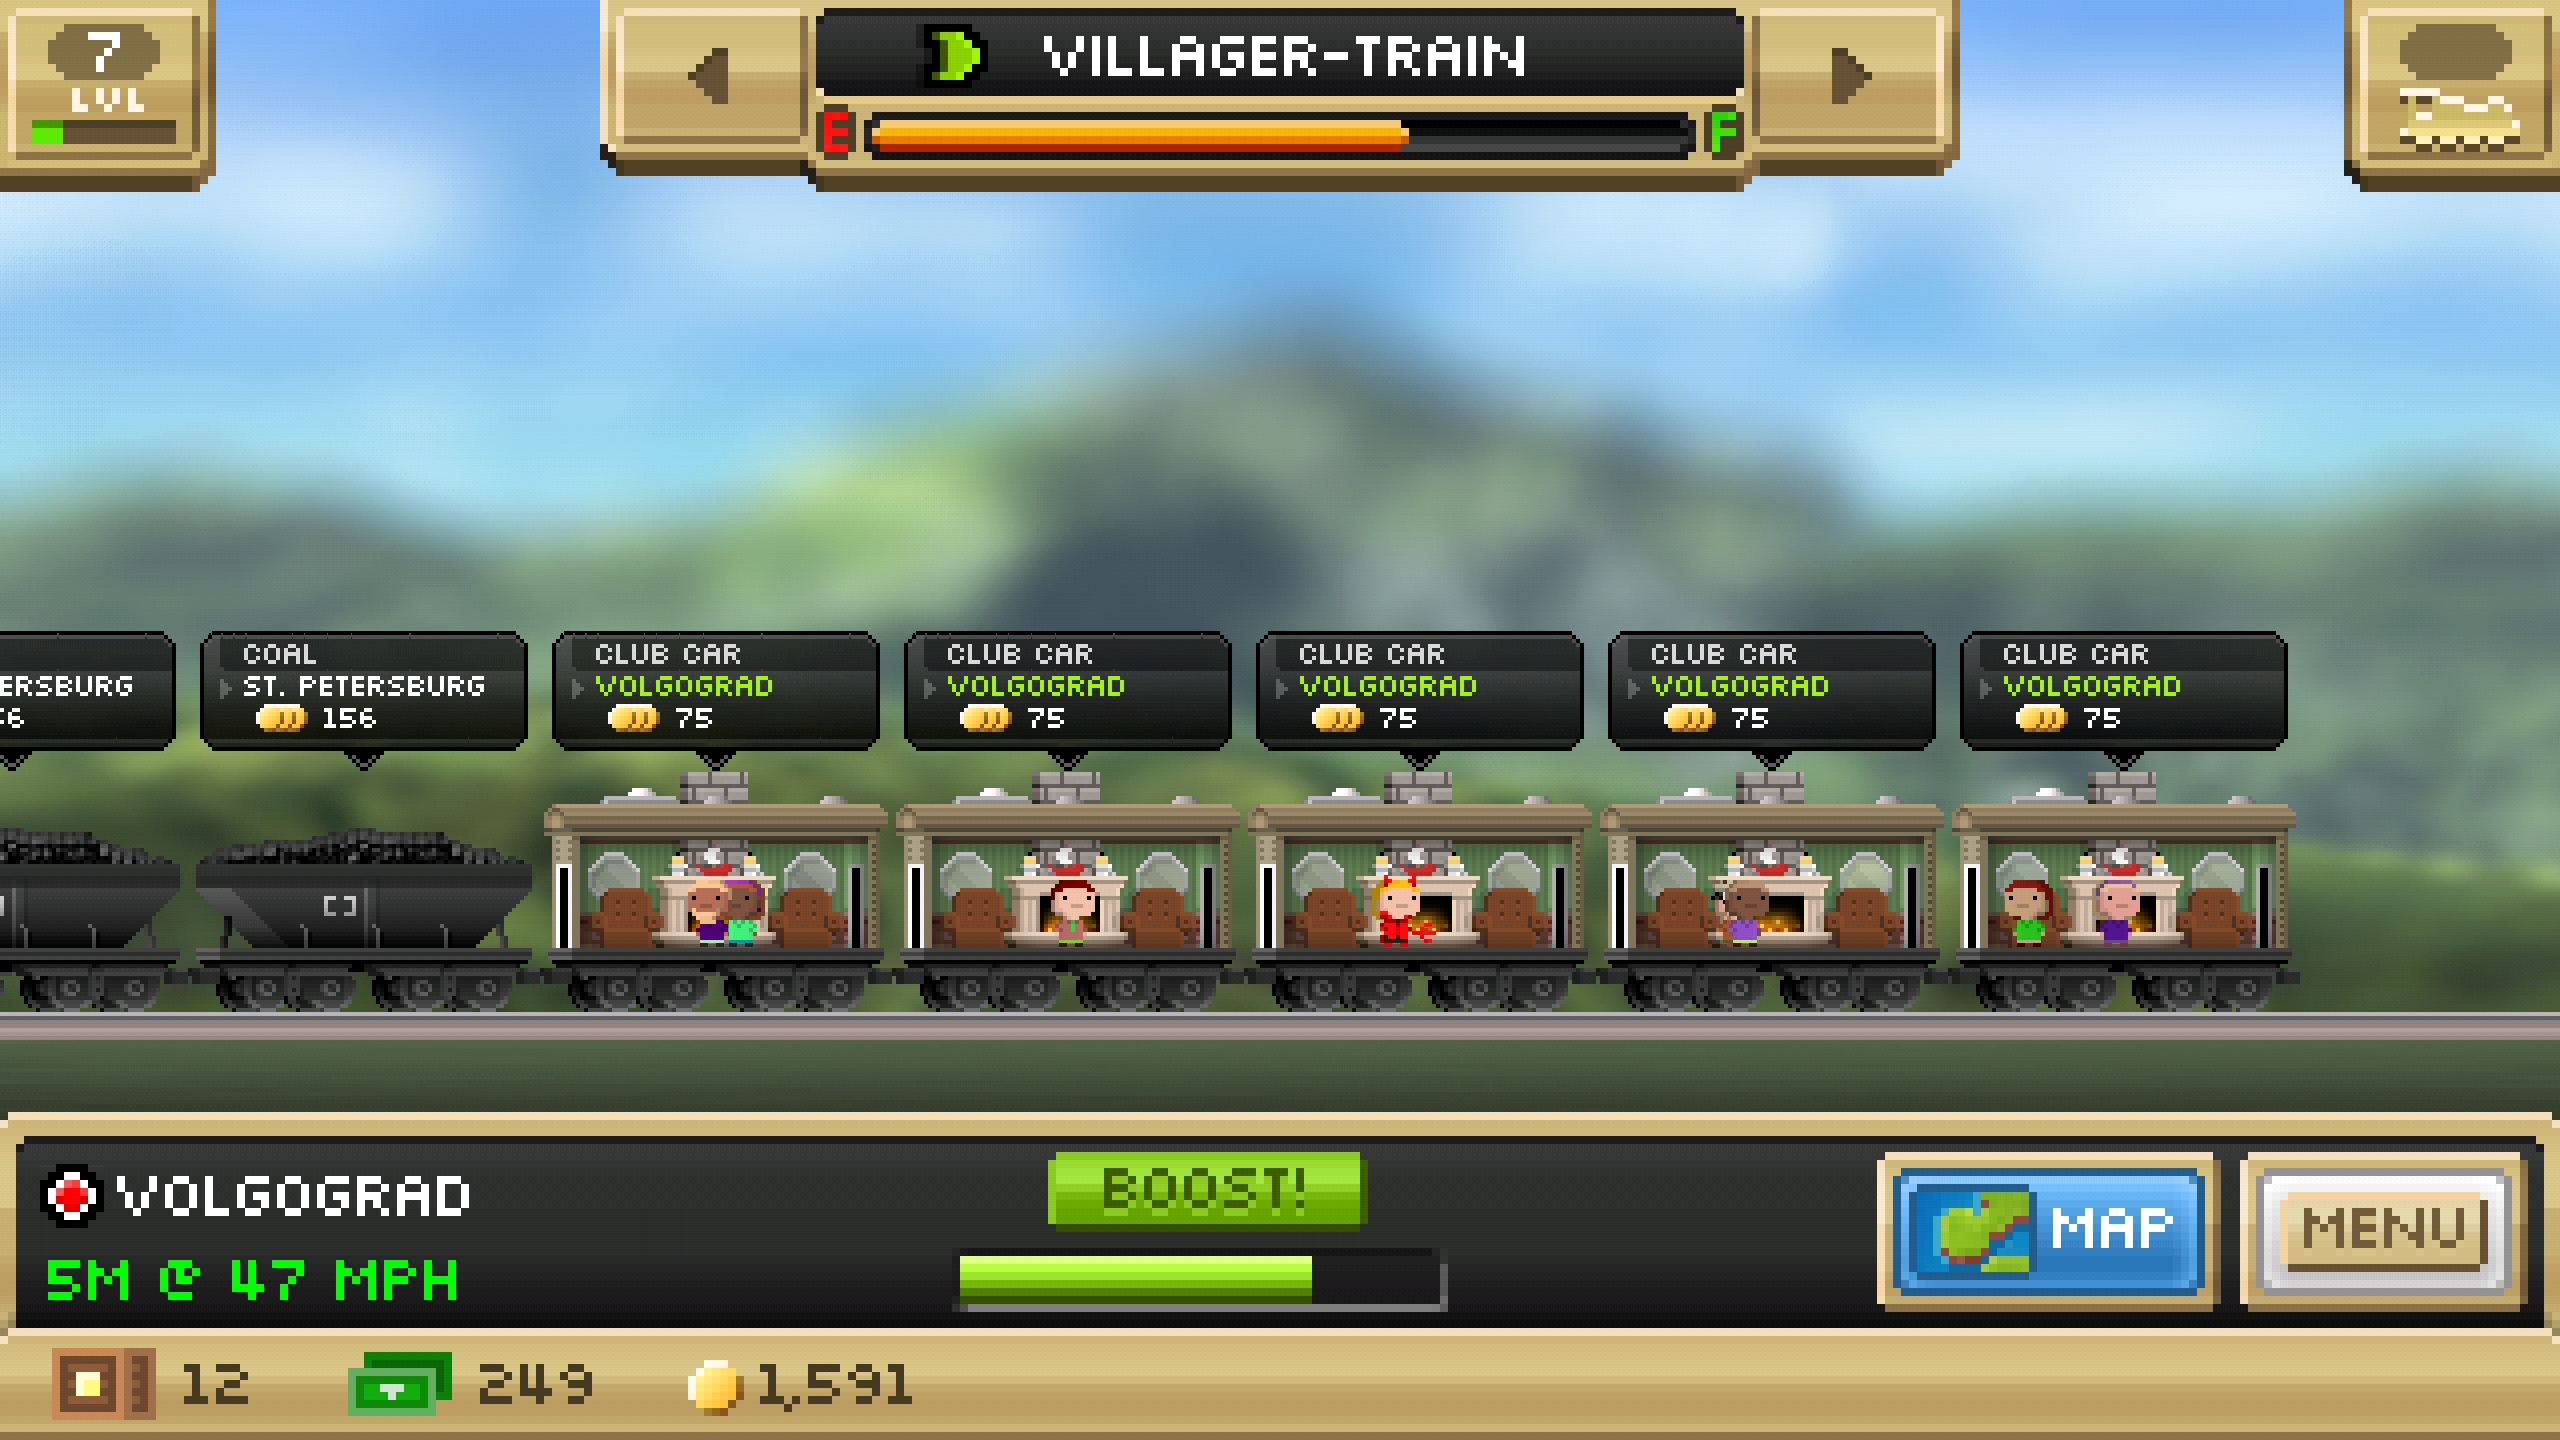 7
LVL
VILLAGER-TRAIN
E F
ERSBURG
COAL
ST. PETERSBURG
156
CLUB CAR
VOLGOGRAD
75
CLUB CAR
VOLGOGRAD
75
CLUB CAR
VOLGOGRAD
75
CLUB CAR
VOLGOGRAD
75
CLUB CAR
VOLGOGRAD
75
VOLGOGRAD
5M @ 47 MPH
BOOST!
MAP
MENU
12 249 1,591